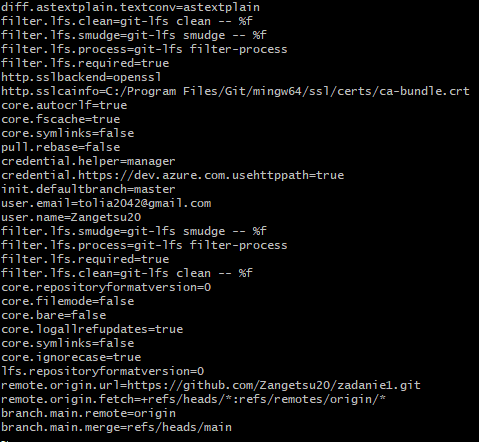 diff.astextplain.textconv=astextplain
filter.lfs.clean=git-lfs clean -- %f
filter.lfs.smudge=git-lfs smudge -- %f
filter.lfs.process=git-lfs filter-process
filter.lfs.required=true
http.sslbackend=openssl
http.sslcainfo=C:/Program Files/Git/mingw64/ssl/certs/ca-bundle.crt
core.autocrlf=true
core.fscache=true
core.symlinks=false
pull.rebase=false
credential.helper=manager
credential.https://dev.azure.com.usehttppath=true
init.defaultbranch=master
user.email=tolia2042@gmail.com
user.name=Zangetsu20
filter.lfs.smudge=git-lfs smudge -- %f
filter.lfs.process=git-lfs filter-process
filter.lfs.required=true
filter.lfs.clean=git-lfs clean -- %f
core.repositoryformatversion=0
core.filemode=false
core.bare=false
core.logallrefupdates=true
core.symlinks=false
core.ignorecase=true
lfs.repositoryformatversion=0
remote.origin.url=https://github.com/Zangetsu20/zadanie1.git
remote.origin.fetch=+refs/heads/*:refs/remotes/origin/*
branch.main.remote=origin
branch.main.merge=refs/heads/main